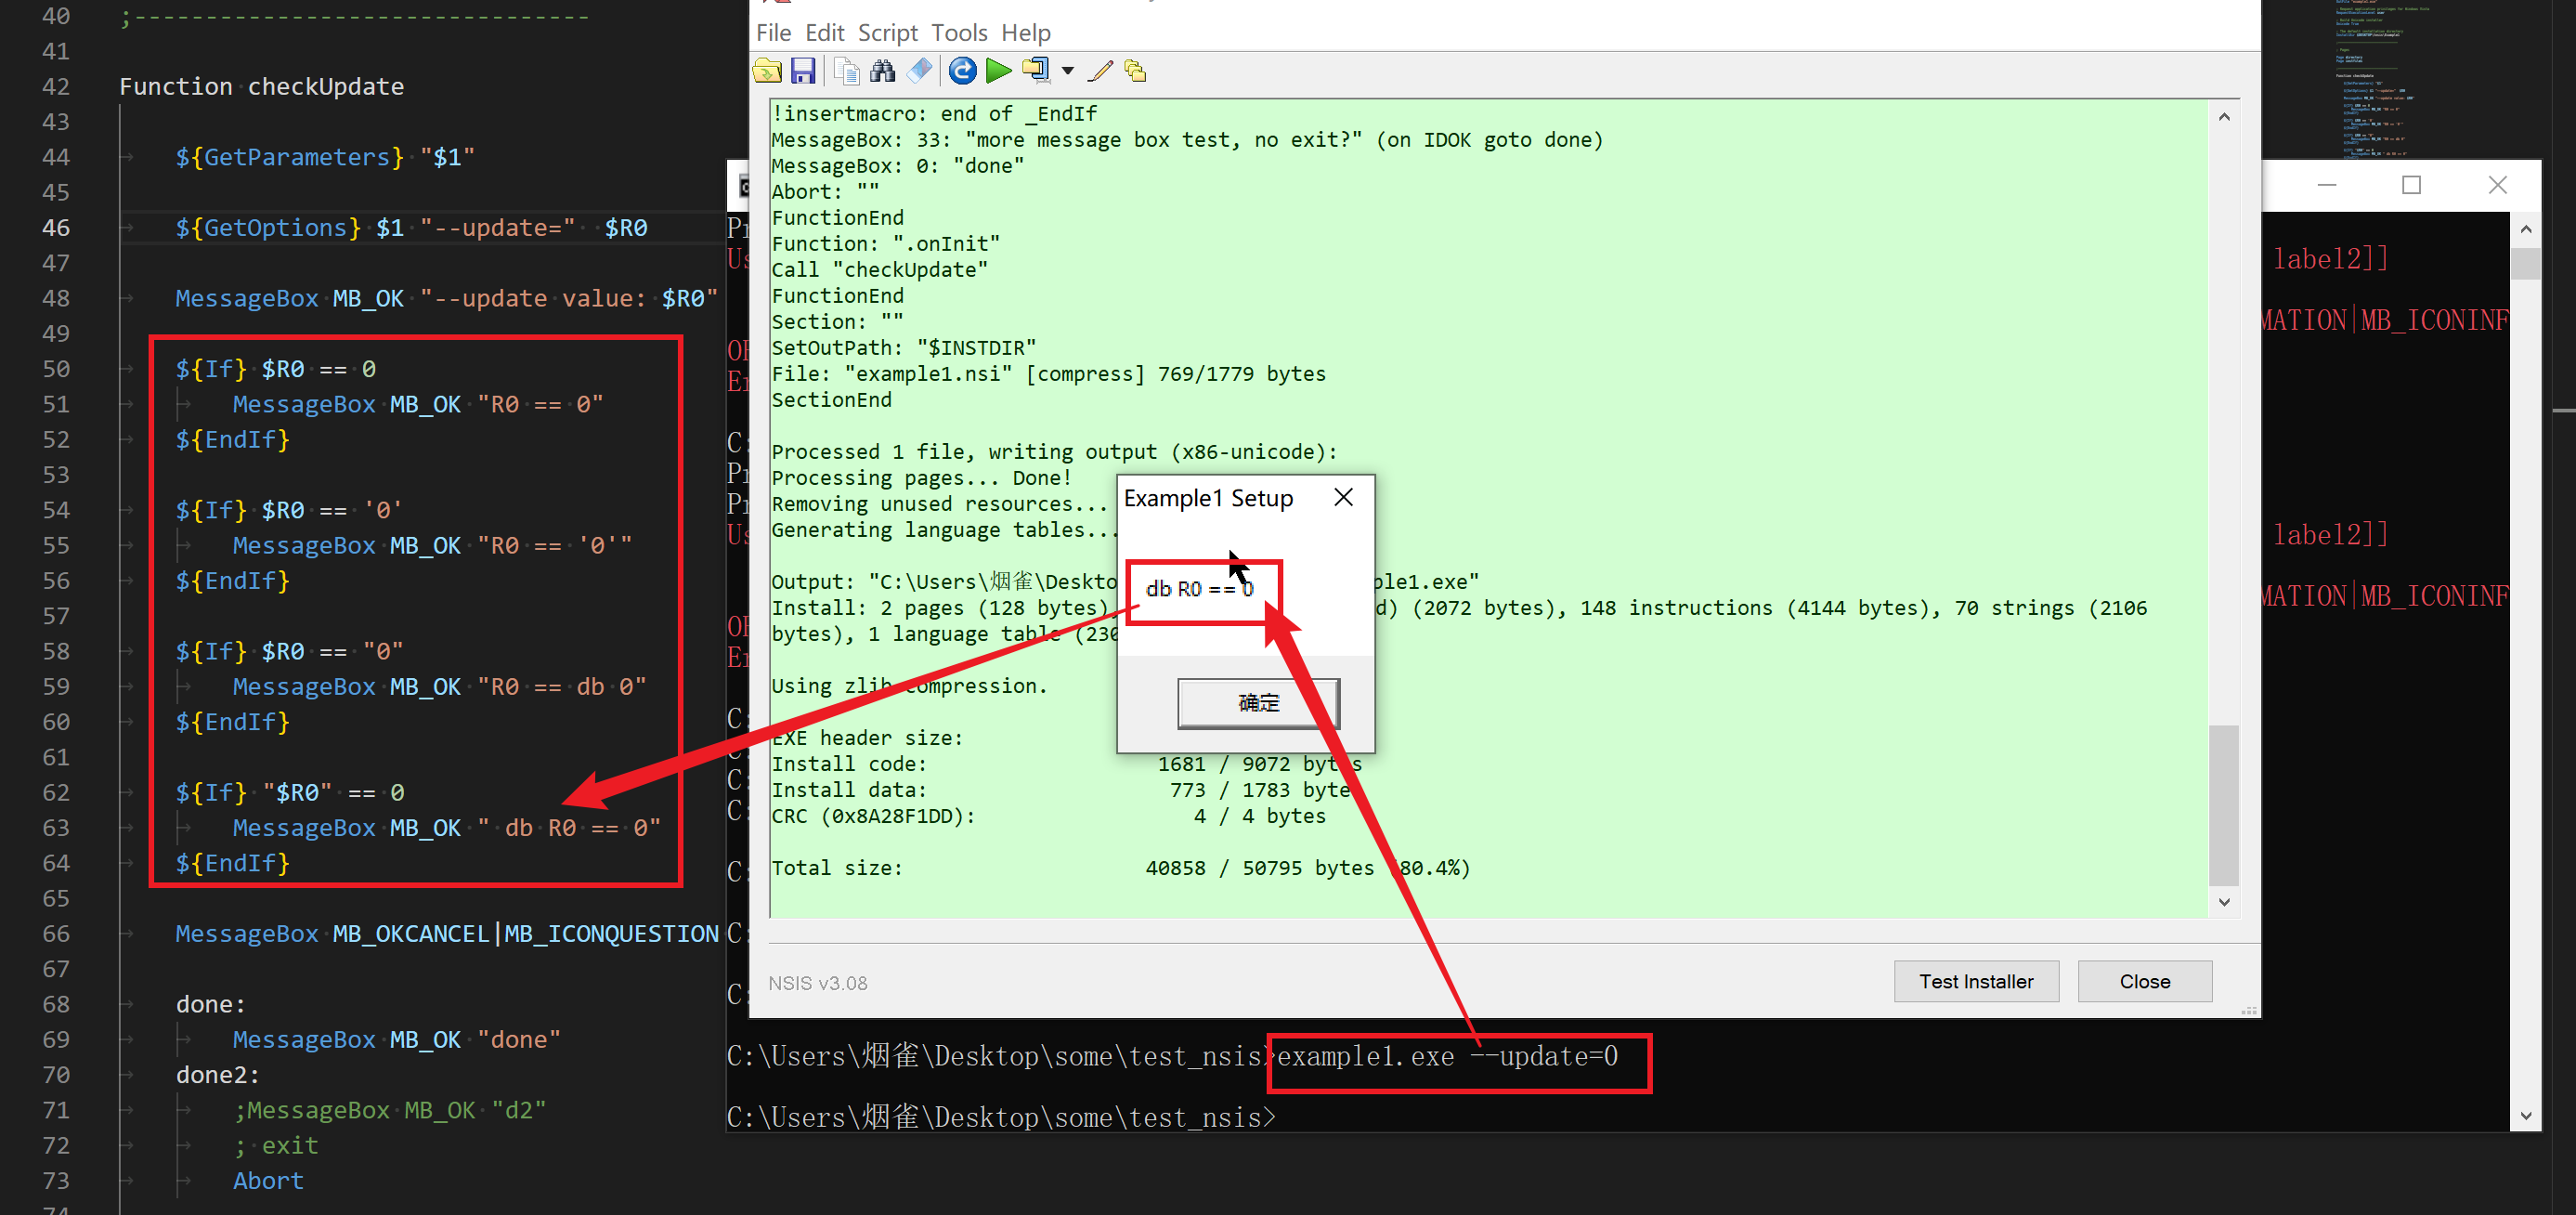 40 ;--------------------------------
41
42 Function checkUpdate
43
44 ${GetParameters} "$1"
45
46 ${GetOptions} $1 "--update=" $R0
47
48 MessageBox MB_OK "--update value: $R0"
49
50 ${If} $R0 == 0
51 MessageBox MB_OK "R0 == 0"
52 ${EndIf}
53
54 ${If} $R0 == '0'
55 MessageBox MB_OK "R0 == '0'"
56 ${EndIf}
57
58 ${If} $R0 == "0"
59 MessageBox MB_OK "R0 == db 0"
60 ${EndIf}
61
62 ${If} "$R0" == 0
63 MessageBox MB_OK " db R0 == 0"
64 ${EndIf}
65
66 MessageBox MB_OKCANCEL|MB_ICONQUESTION
67
68 done:
69 MessageBox MB_OK "done"
70 done2:
71 ;MessageBox MB_OK "d2"
72 ; exit
73 Abort
File Edit Script Tools Help
!insertmacro: end of _EndIf
MessageBox: 33: "more message box test, no exit?" (on IDOK goto done)
MessageBox: 0: "done"
Abort: ""
FunctionEnd
Function: ".onInit"
Call "checkUpdate"
FunctionEnd
Section: ""
SetOutPath: "$INSTDIR"
File: "example1.nsi" [compress] 769/1779 bytes
SectionEnd
Processed 1 file, writing output (x86-unicode):
Processing pages... Done!
Removing unused resources...
Generating language tables...
Output: "C:\Users\烟雀\Deskto ple1.exe"
Install: 2 pages (128 bytes), d) (2072 bytes), 148 instructions (4144 bytes), 70 strings (2106
bytes), 1 language table (230
Using zlib compression.
EXE header size:
Install code: 1681 / 9072 bytes
Install data: 773 / 1783 byte
CRC (0x8A28F1DD): 4 / 4 bytes
Total size: 40858 / 50795 bytes (80.4%)
NSIS v3.08
Test Installer
Close
Example1 Setup
db R0 == 0
确定
label2]]
MATION|MB_ICONINF
label2]]
MATION|MB_ICONINF
C:\Users\烟雀\Desktop\some\test_nsis>example1.exe --update=0
C:\Users\烟雀\Desktop\some\test_nsis>